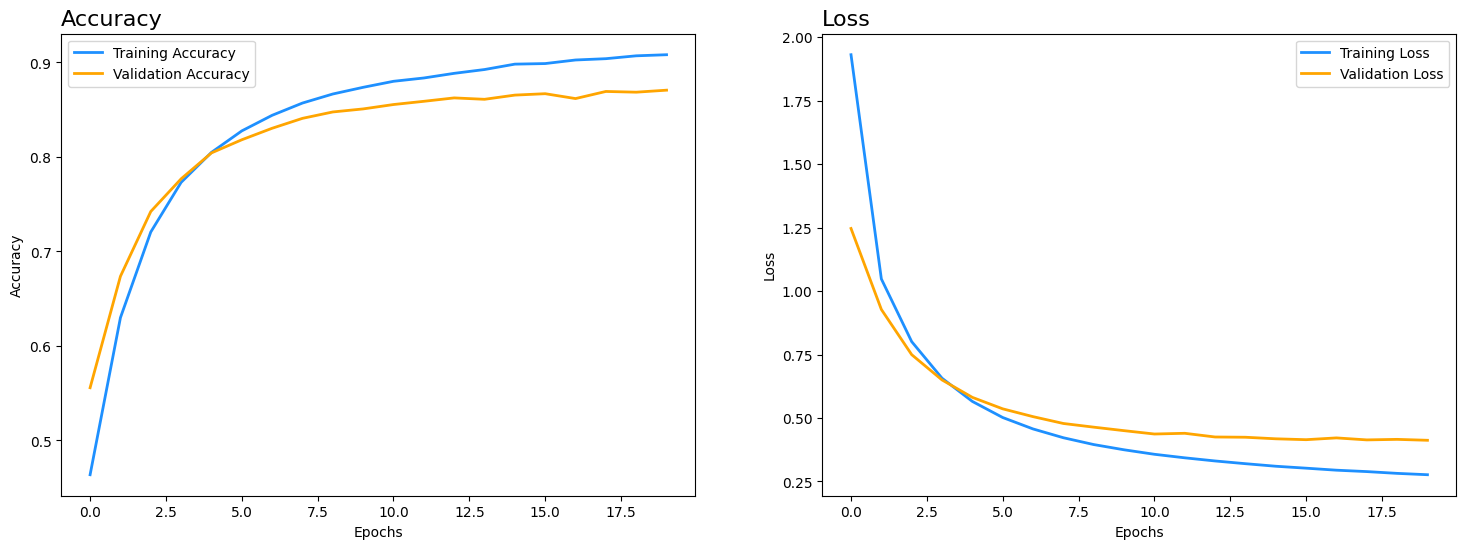 Accuracy
Training Accuracy
Validation Accuracy
0.9
0.8
0.7
0.6
0.5
Accuracy
0.0 2.5 5.0 7.5 10.0 12.5 15.0 17.5
Epochs
Loss
Training Loss
Validation Loss
2.00
1.75
1.50
1.25
1.00
0.75
0.50
0.25
Loss
0.0 2.5 5.0 7.5 10.0 12.5 15.0 17.5
Epochs